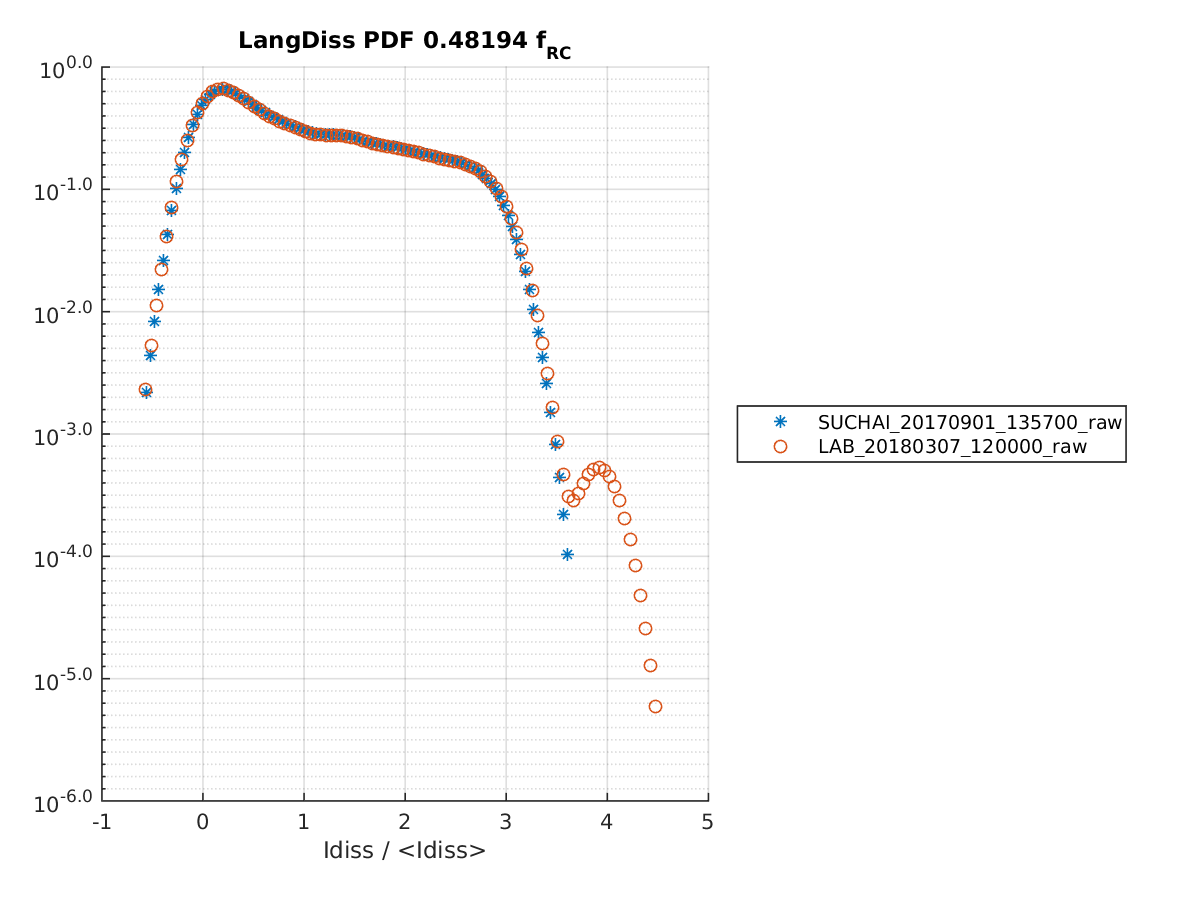 LangDiss PDF 0.48194 f_RC
10^0.0
10^-1.0
10^-2.0
10^-3.0
10^-4.0
10^-5.0
10^-6.0
-1 0 1 2 3 4 5
Idiss / <Idiss>
SUCHAI_20170901_135700_raw
LAB_20180307_120000_raw